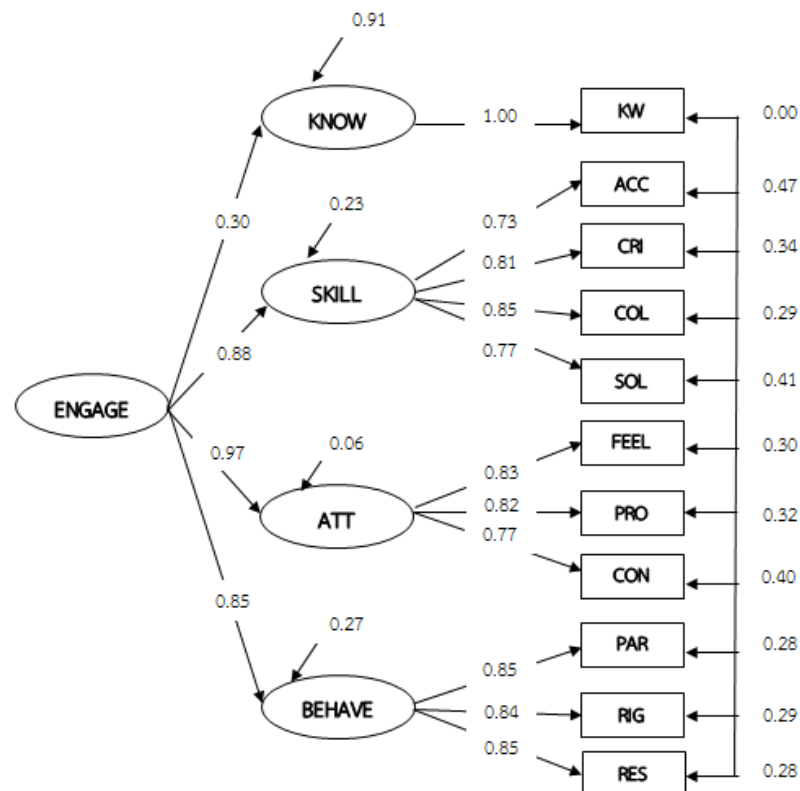 0.91
KNOW
1.00
KW
0.00
0.30
ACC
0.47
0.23
0.73
SKILL
0.81
CRI
0.34
0.85
COL
0.29
0.88
0.77
SOL
0.41
ENGAGE
0.97
0.06
ATT
0.83
FEEL
0.30
0.82
PRO
0.32
0.77
CON
0.40
0.85
0.27
BEHAVE
0.85
PAR
0.28
0.84
RIG
0.29
0.85
RES
0.28